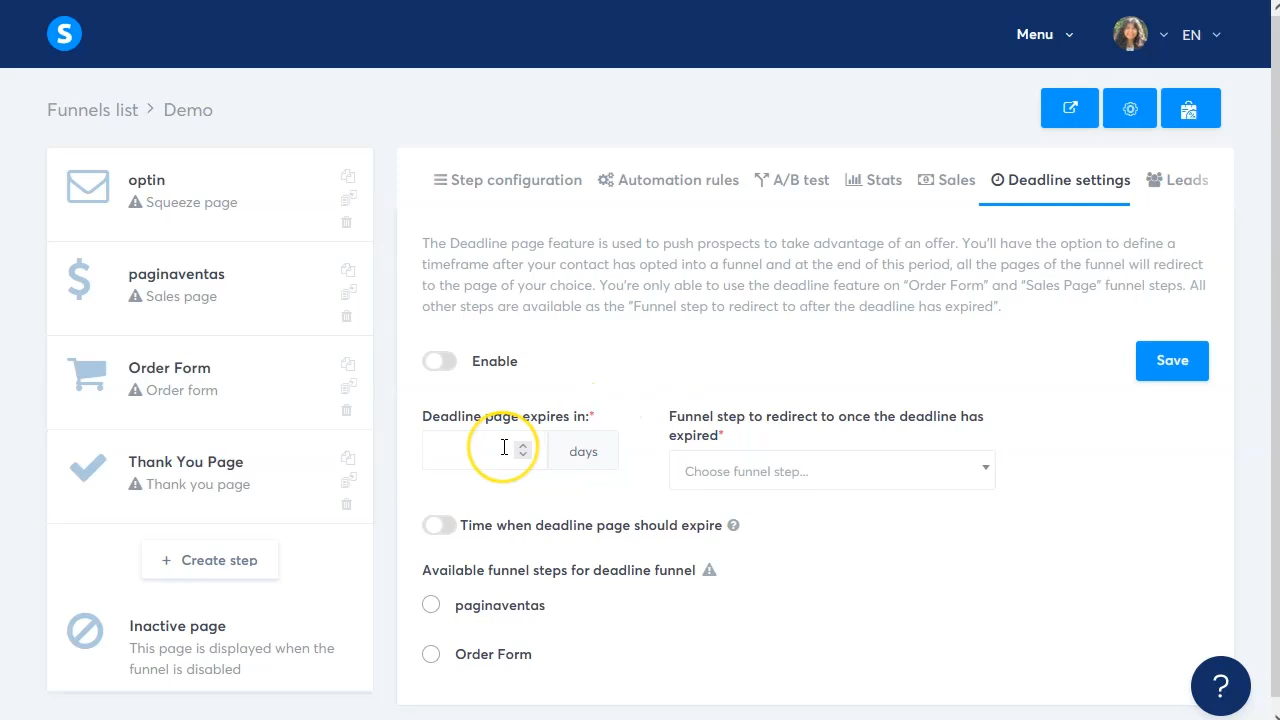 S
Menu
EN
Funnels list > Demo
optin
Squeeze page
paginaventas
Sales page
Order Form
Order form
Thank You Page
Thank you page
+ Create step
Inactive page
This page is displayed when the
funnel is disabled
Step configuration Automation rules A/B test Stats Sales Deadline settings Leads
The Deadline page feature is used to push prospects to take advantage of an offer. You'll have the option to define a
timeframe after your contact has opted into a funnel and at the end of this period, all the pages of the funnel will redirect
to the page of your choice. You're only able to use the deadline feature on "Order Form" and "Sales Page" funnel steps. All
other steps are available as the "Funnel step to redirect to after the deadline has expired".
Enable
Save
Deadline page expires in:*
days
Funnel step to redirect to once the deadline has
expired*
Choose funnel step...
Time when deadline page should expire ?
Available funnel steps for deadline funnel
paginaventas
Order Form
?